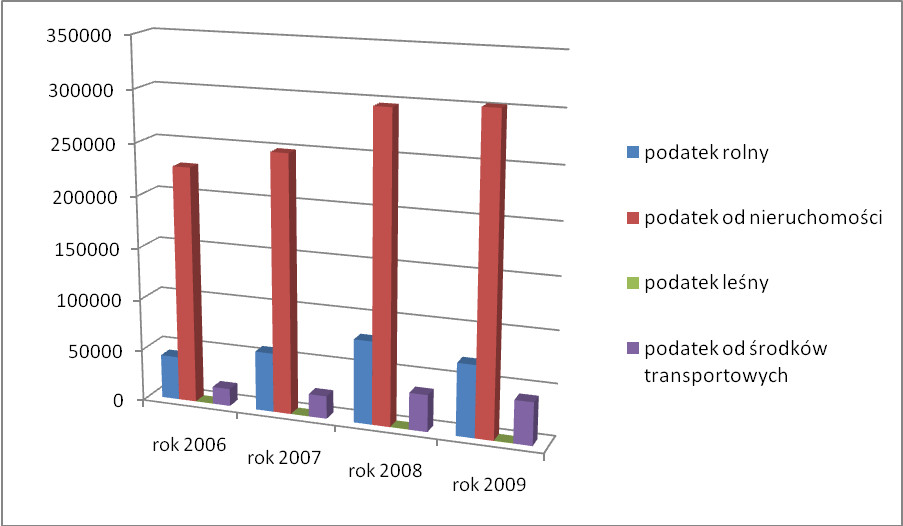 350000
300000
250000
200000
150000
100000
50000
0
rok 2006
rok 2007
rok 2008
rok 2009
podatek rolny
podatek od nieruchomości
podatek leśny
podatek od środków
transportowych